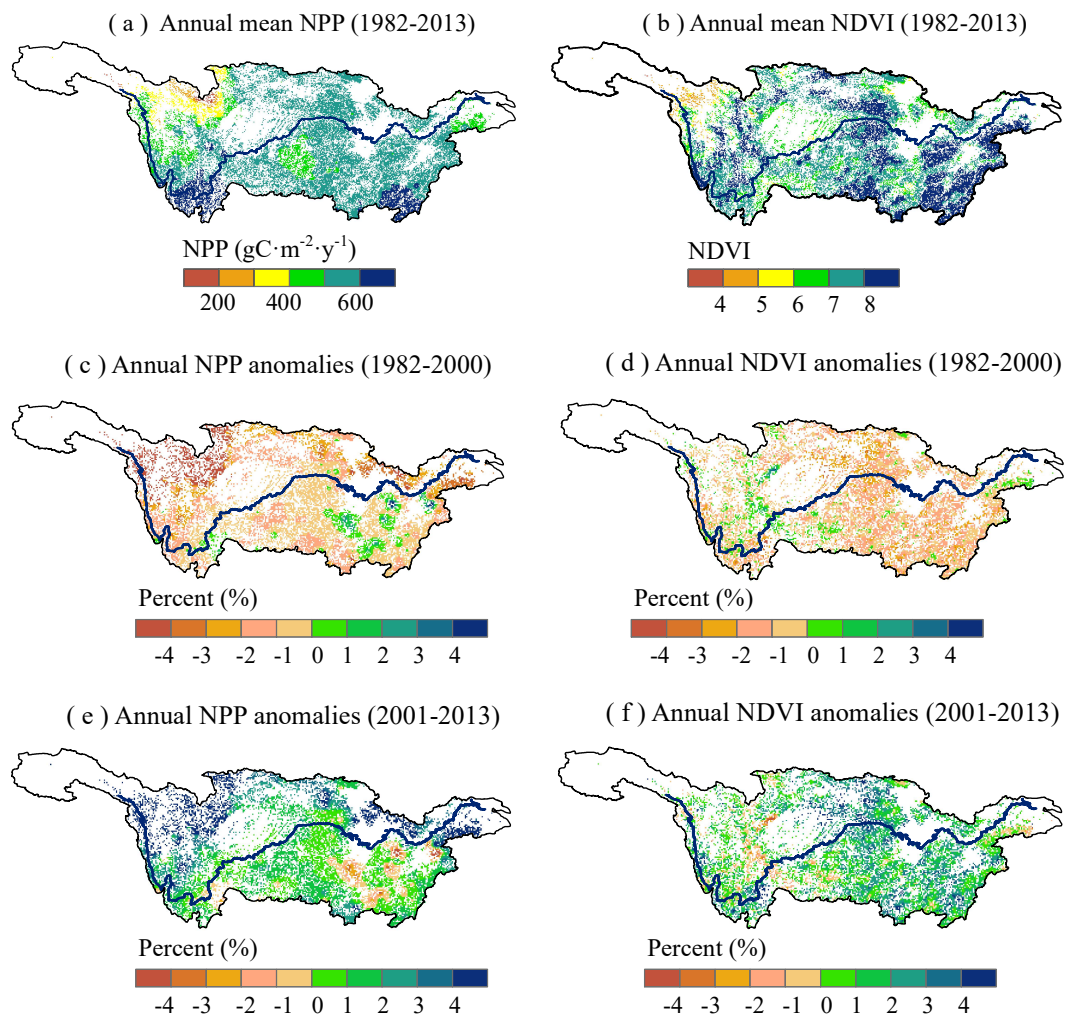 ( a ) Annual mean NPP (1982-2013)
( b ) Annual mean NDVI (1982-2013)
NPP (gC·m⁻²·y⁻¹)
200 400 600
NDVI
4 5 6 7 8
( c ) Annual NPP anomalies (1982-2000)
( d ) Annual NDVI anomalies (1982-2000)
Percent (%)
-4 -3 -2 -1 0 1 2 3 4
Percent (%)
-4 -3 -2 -1 0 1 2 3 4
( e ) Annual NPP anomalies (2001-2013)
( f ) Annual NDVI anomalies (2001-2013)
Percent (%)
-4 -3 -2 -1 0 1 2 3 4
Percent (%)
-4 -3 -2 -1 0 1 2 3 4